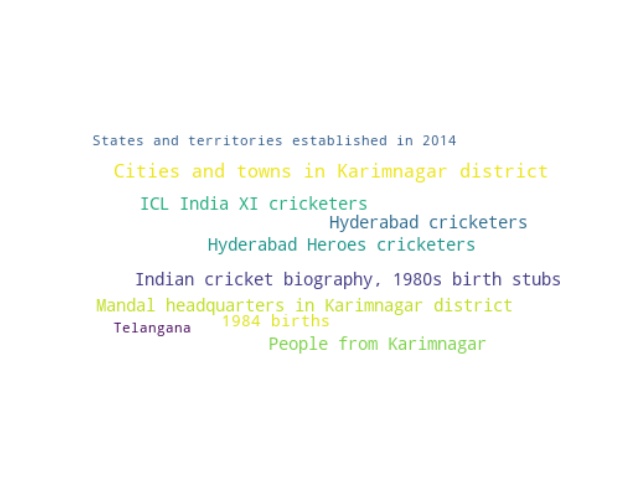 States and territories established in 2014
Cities and towns in Karimnagar district
ICL India XI cricketers
Hyderabad cricketers
Hyderabad Heroes cricketers
Indian cricket biography, 1980s birth stubs
Mandal headquarters in Karimnagar district
1984 births
Telangana
People from Karimnagar